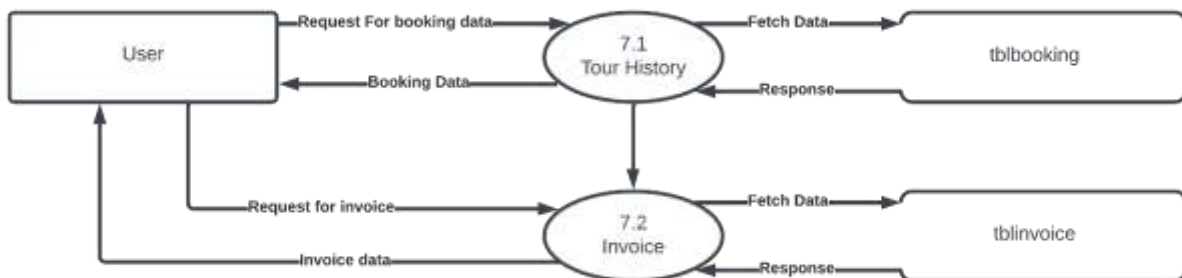 Request For booking data
Fetch Data
User
7.1
Tour History
tblbooking
Booking Data
Response
Request for invoice
Fetch Data
7.2
Invoice
tblinvoice
Invoice data
Response